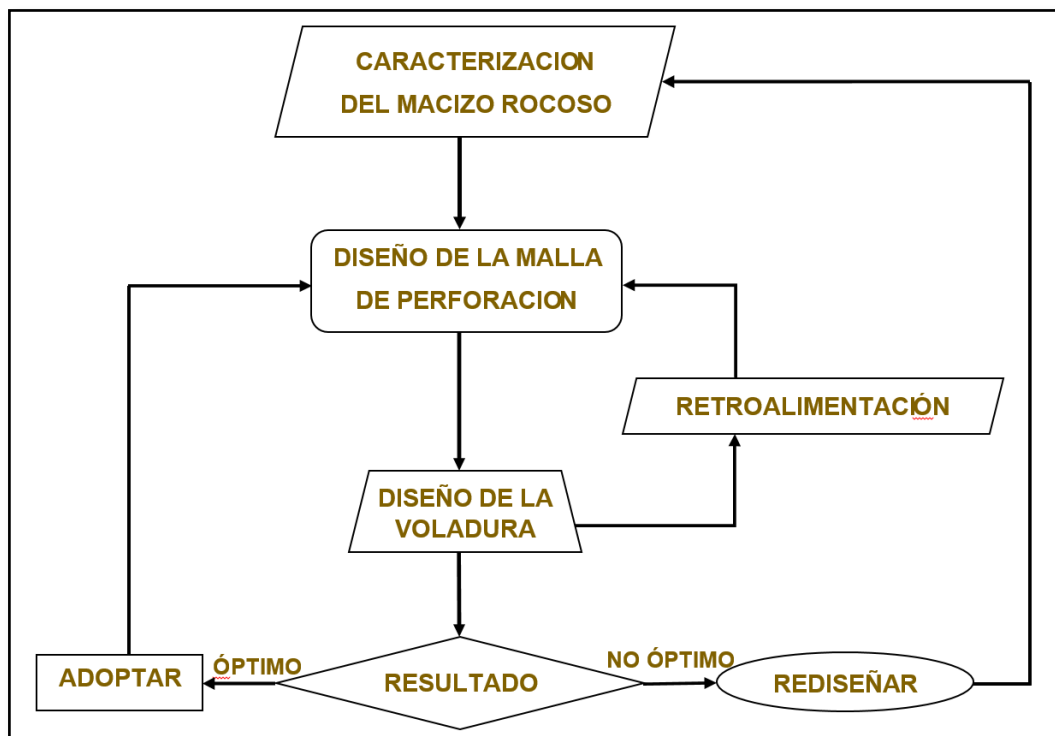 CARACTERIZACION
DEL MACIZO ROCOSO
DISEÑO DE LA MALLA
DE PERFORACION
RETROALIMENTACIÓN
DISEÑO DE LA
VOLADURA
ADOPTAR
ÓPTIMO
RESULTADO
NO ÓPTIMO
REDISEÑAR